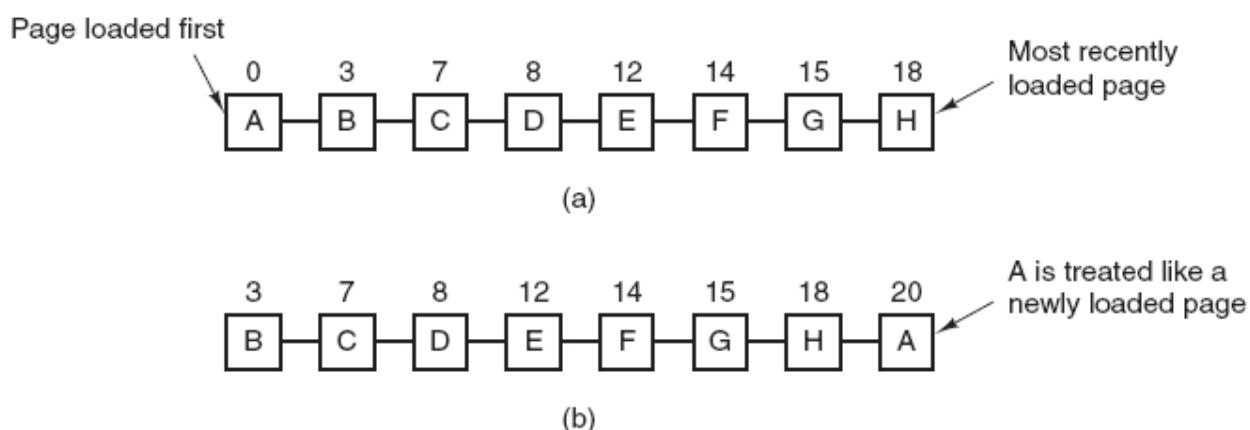 Page loaded first
Most recently
loaded page
0 3 7 8 12 14 15 18
A B C D E F G H
(a)
A is treated like a
newly loaded page
3 7 8 12 14 15 18 20
B C D E F G H A
(b)